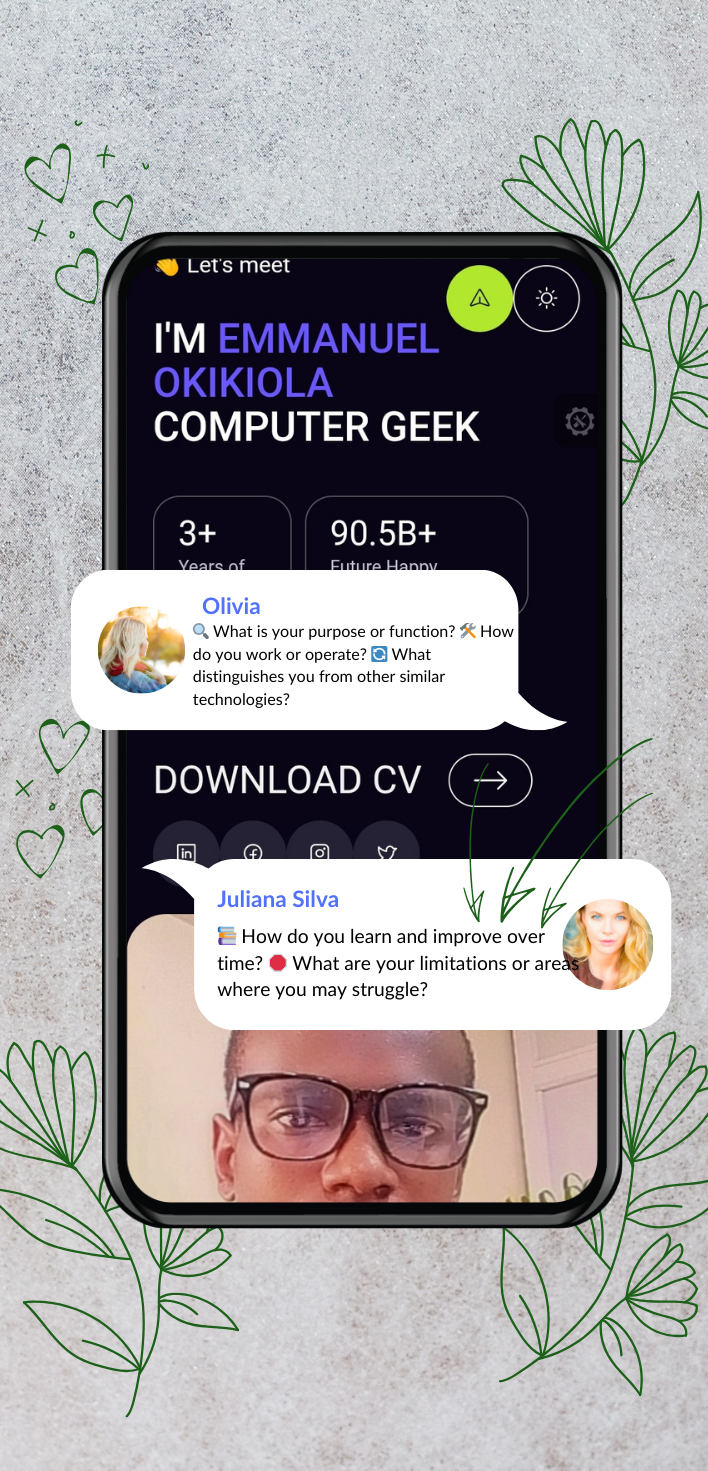 👏 Let's meet
I'M EMMANUEL
OKIKIOLA
COMPUTER GEEK
3+
90.5B+
Years of
Future Happy
Olivia
🔍 What is your purpose or function? 🛠️ How
do you work or operate? 🔄 What
distinguishes you from other similar
technologies?
DOWNLOAD CV
Juliana Silva
📚 How do you learn and improve over
time? 🛑 What are your limitations or areas
where you may struggle?